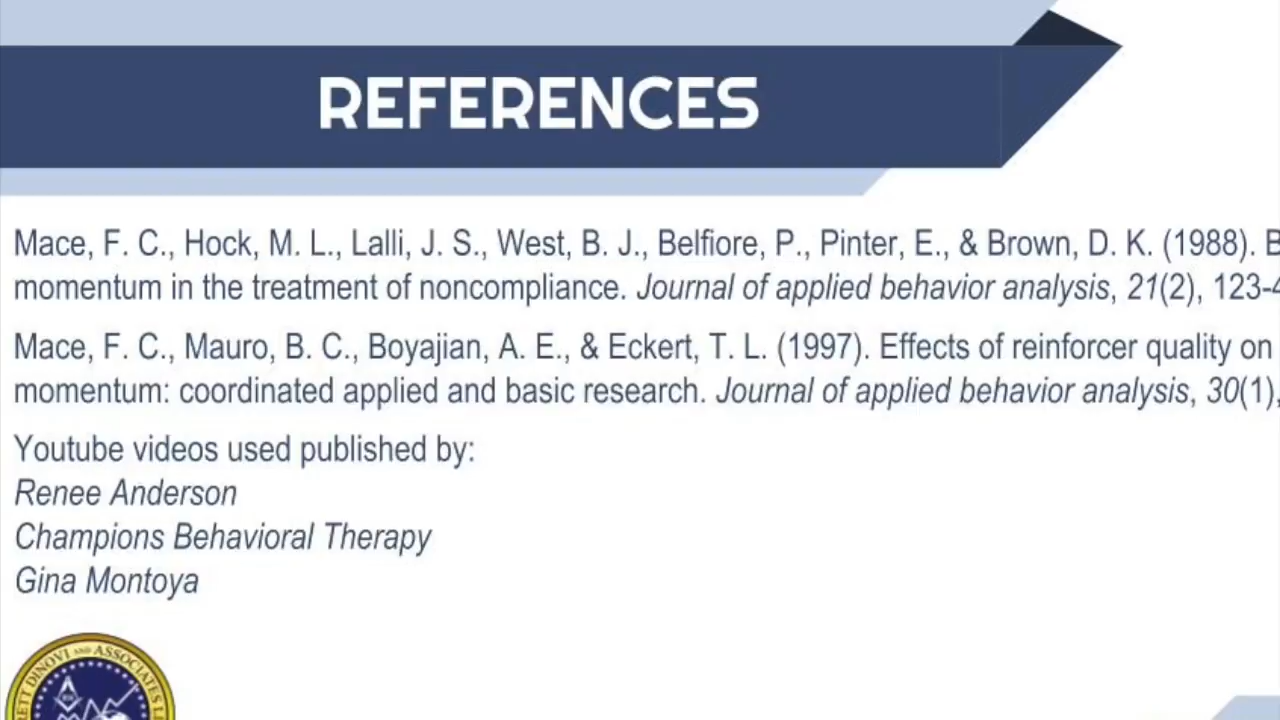 REFERENCES
Mace, F. C., Hock, M. L., Lalli, J. S., West, B. J., Belfiore, P., Pinter, E., & Brown, D. K. (1988).
momentum in the treatment of noncompliance. Journal of applied behavior analysis, 21(2), 123-
Mace, F. C., Mauro, B. C., Boyajian, A. E., & Eckert, T. L. (1997). Effects of reinforcer quality on
momentum: coordinated applied and basic research. Journal of applied behavior analysis, 30(1),
Youtube videos used published by:
Renee Anderson
Champions Behavioral Therapy
Gina Montoya
DINOVI AND ASSOCIATES